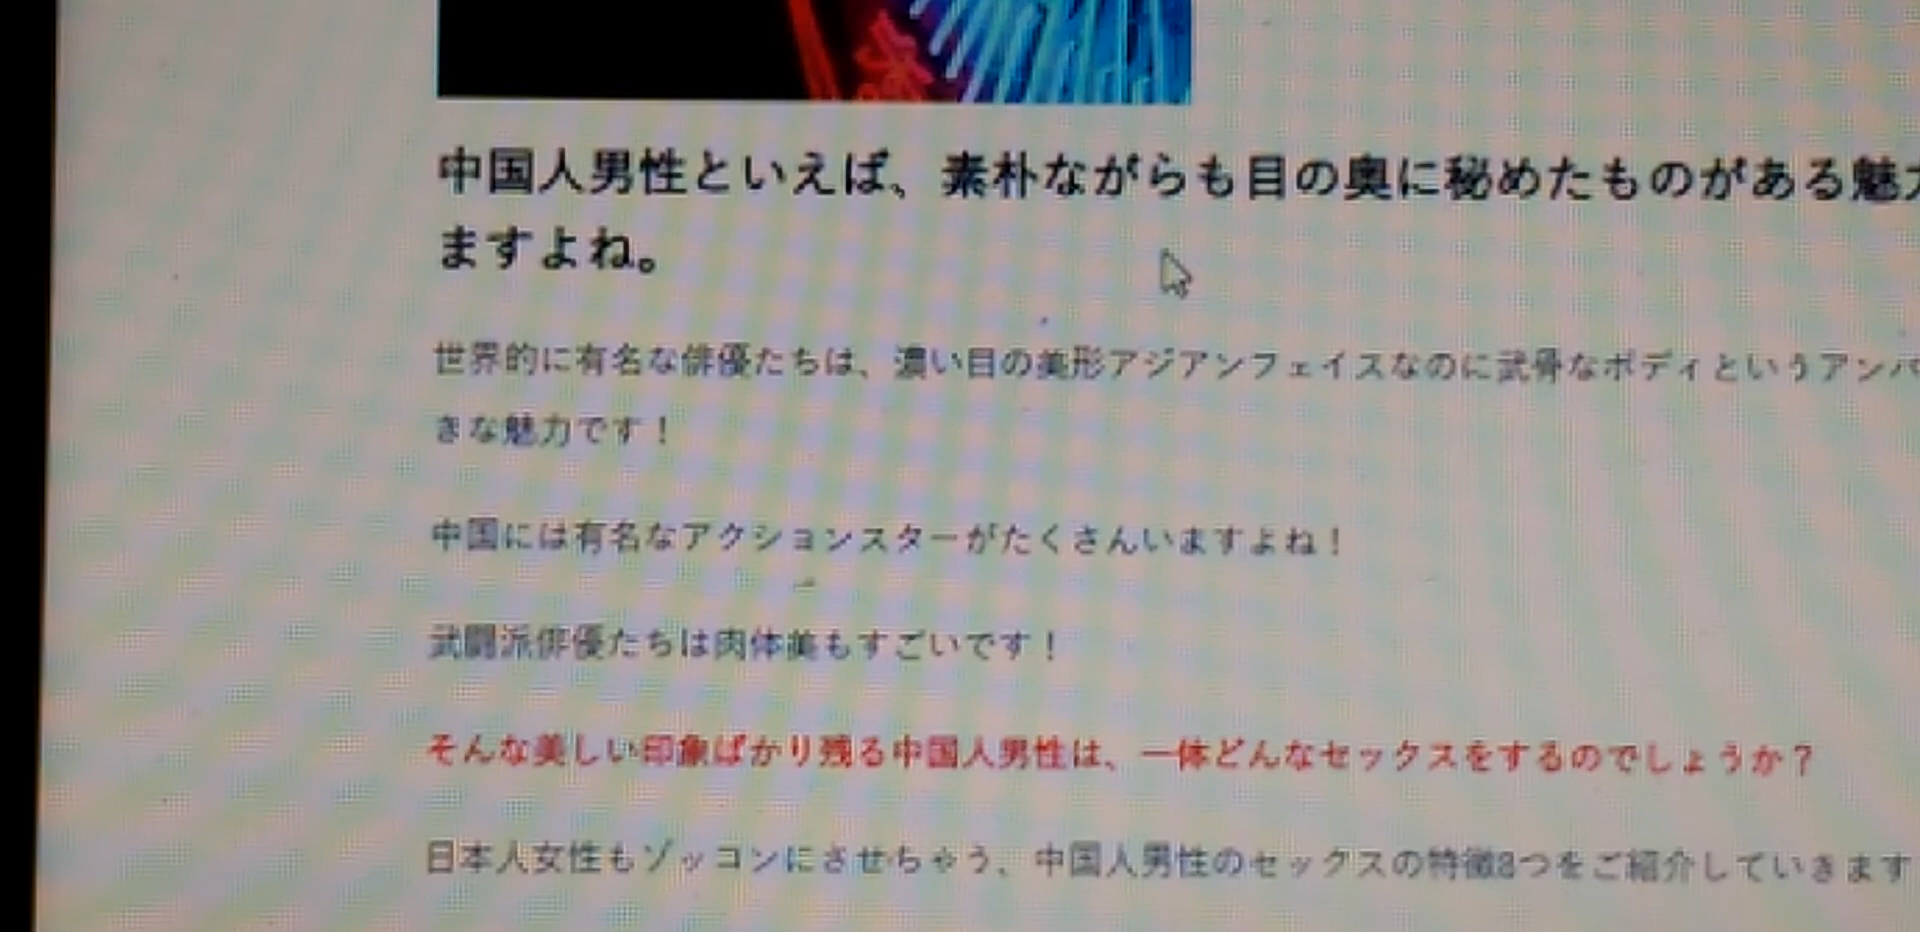 中国人男性といえば、素朴ながらも目の奥に秘めたものがある魅力
ますよね。
世界的に有名な俳優たちは、濃い目の美形アジアンフェイスなのに武骨なボディというアンバ
きな魅力です！
中国には有名なアクションスターがたくさんいますよね！
武闘派俳優たちは肉体美もすごいです！
そんな美しい印象ばかり残る中国人男性は、一体どんなセックスをするのでしょうか？
日本人女性もゾッコンにさせちゃう、中国人男性のセックスの特徴8つをご紹介していきます